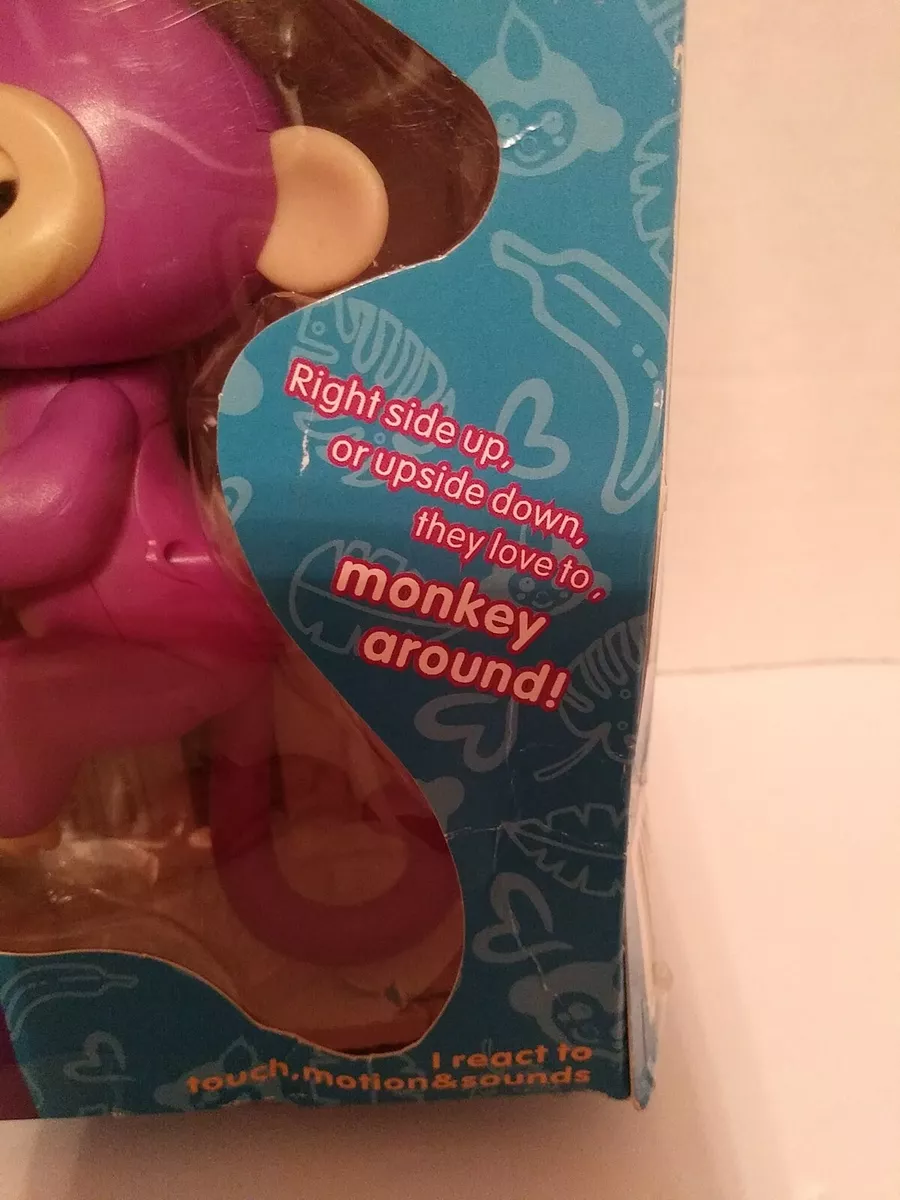 Right side up,
or upside down,
they love to,
monkey
around!
I react to
touch,motion&sounds